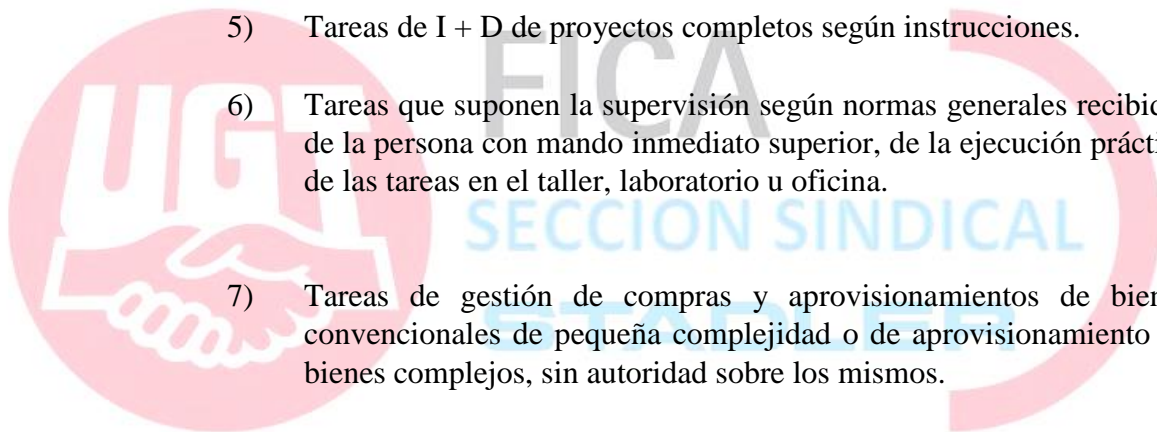 5) Tareas de I + D de proyectos completos según instrucciones.
6) Tareas que suponen la supervisión según normas generales
de la persona con mando inmediato superior, de la ejecución
de las tareas en el taller, laboratorio u oficina.
7) Tareas de gestión de compras y aprovisionamientos de
convencionales de pequeña complejidad o de aprovisionamiento
bienes complejos, sin autoridad sobre los mismos.
UGT
FICA
SECCION SINDICAL
STADLER